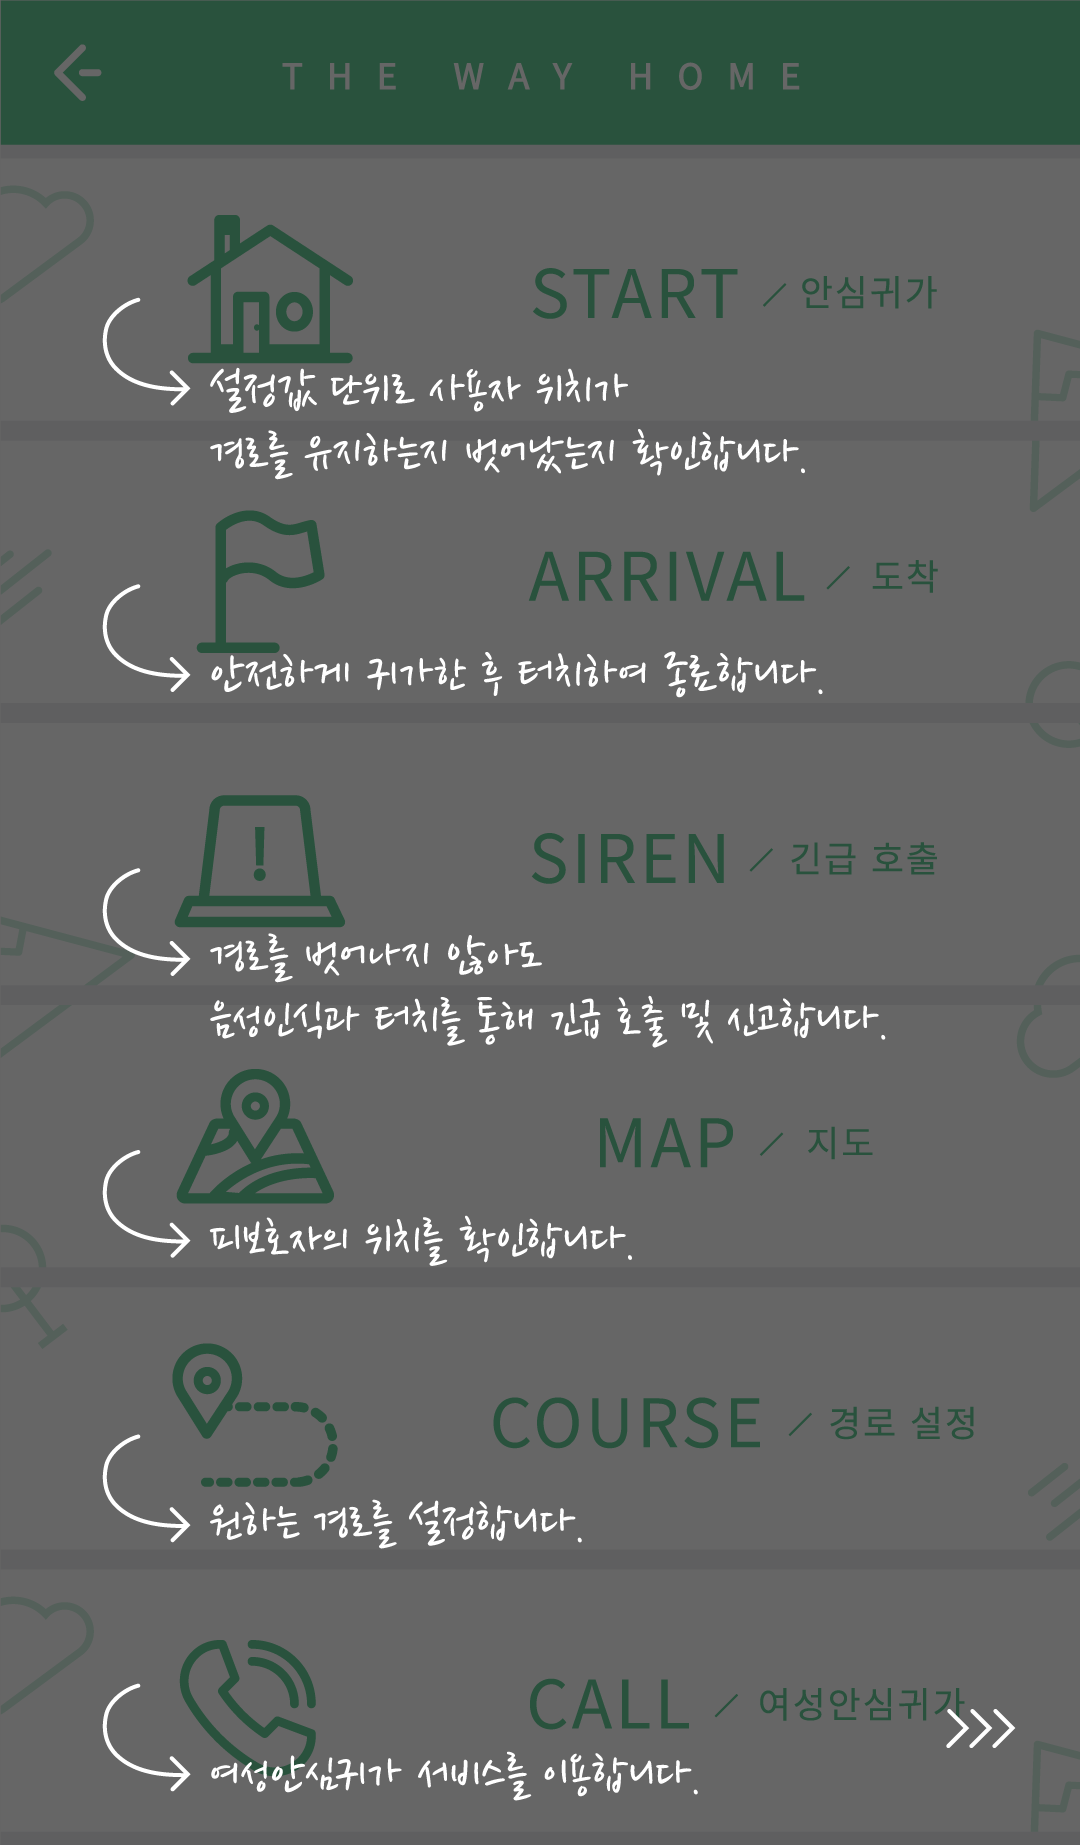 THE WAY HOME
START / 안심귀가
설정값 단위로 사용자 위치가
경로를 유지하는지 벗어났는지 확인합니다.
ARRIVAL / 도착
안전하게 귀가한 후 터치하여 종료합니다.
!
SIREN / 긴급 호출
경로를 벗어나지 않아도
음성인식과 터치를 통해 긴급 호출 및 신고합니다.
MAP / 지도
피보호자의 위치를 확인합니다.
COURSE / 경로 설정
원하는 경로를 설정합니다.
CALL / 여성안심귀가
여성안심귀가 서비스를 이용합니다.